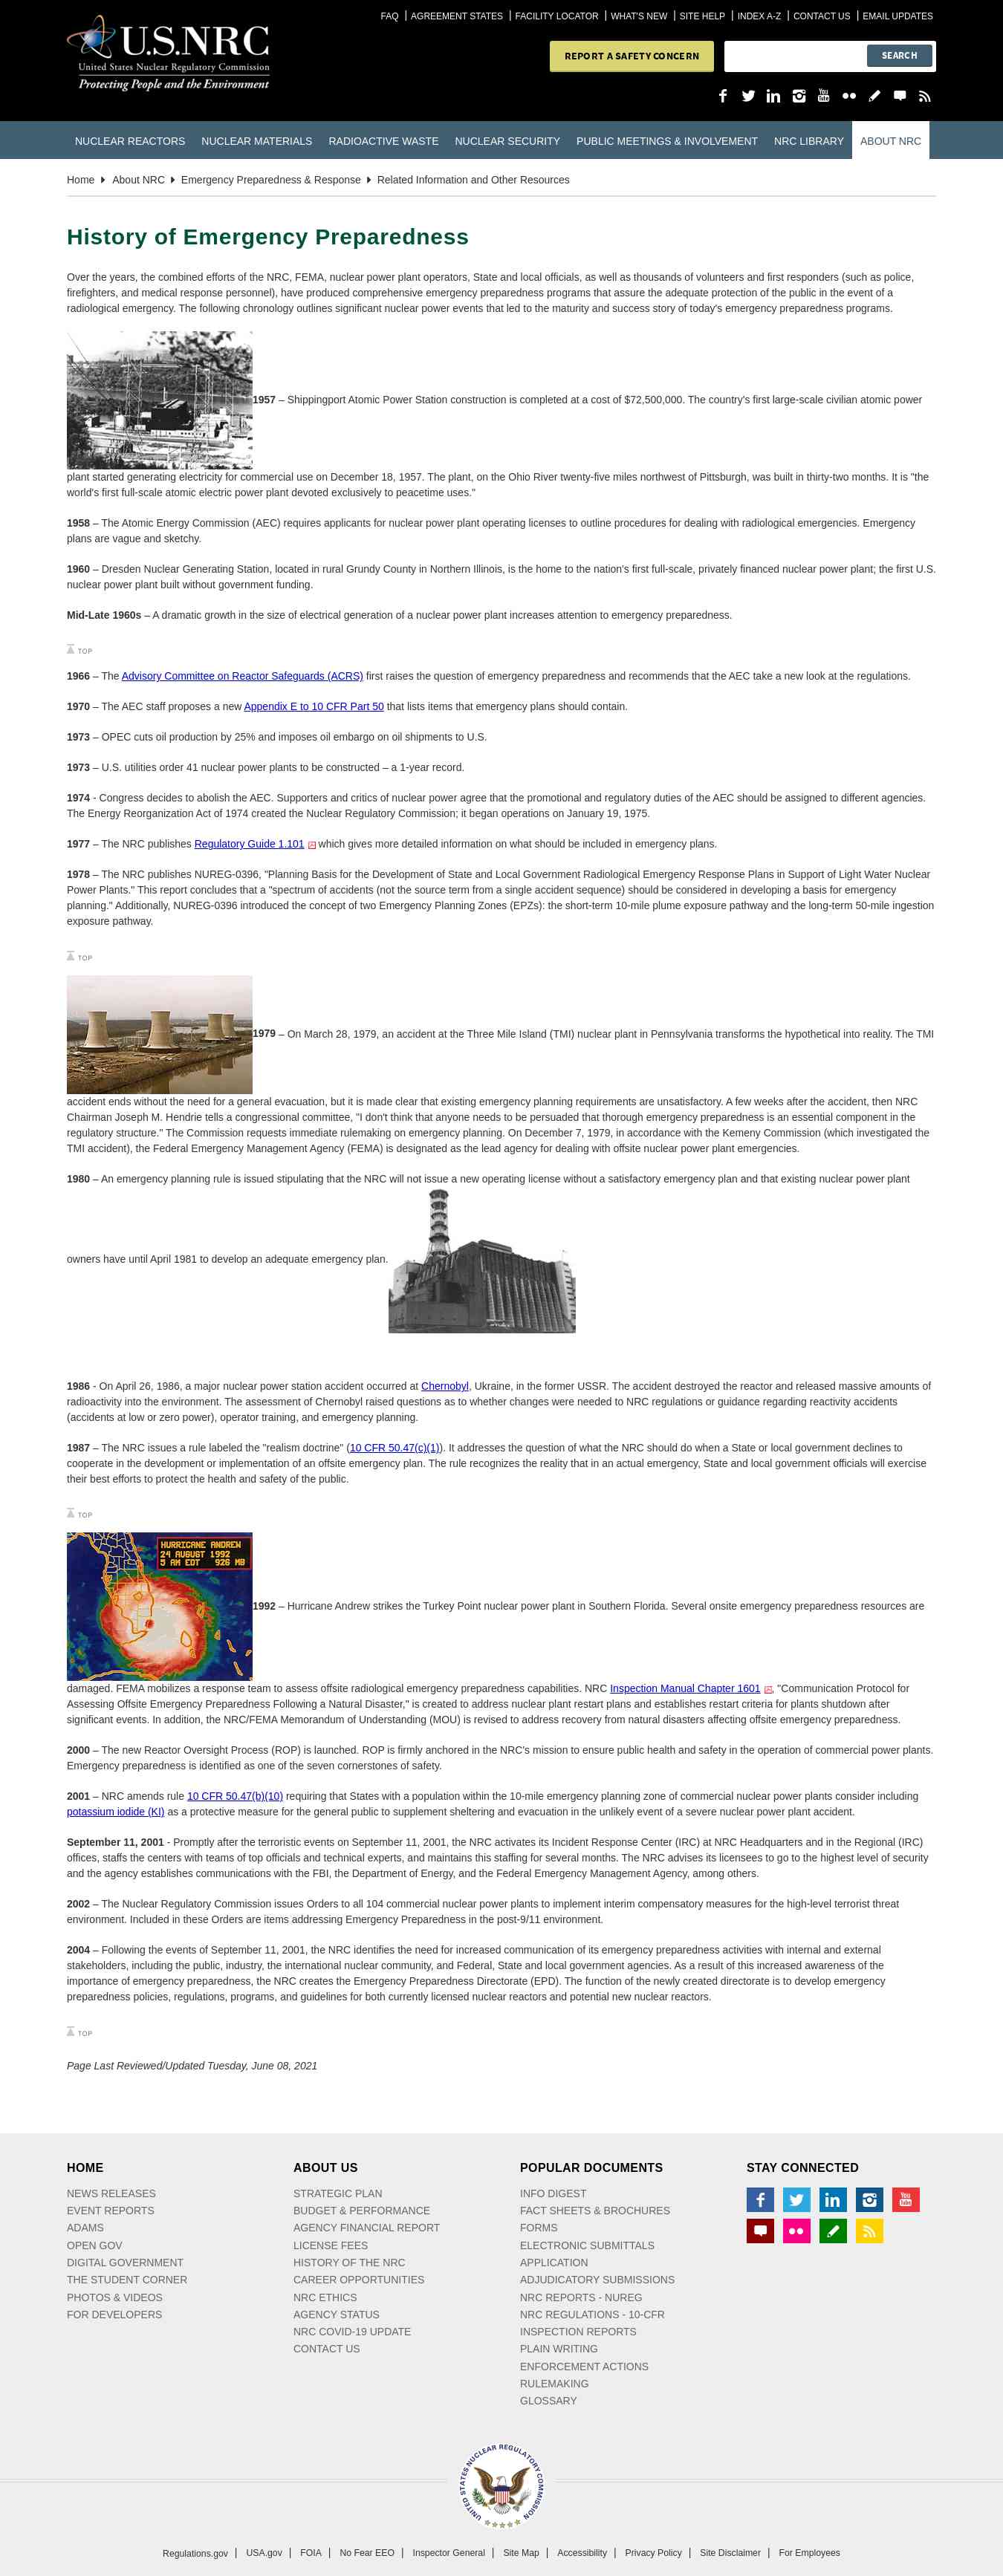 FAQ | AGREEMENT STATES | FACILITY LOCATOR | WHAT'S NEW | SITE HELP | INDEX A-Z | CONTACT US | EMAIL UPDATES
U.S.NRC
United States Nuclear Regulatory Commission
Protecting People and the Environment
REPORT A SAFETY CONCERN
SEARCH
NUCLEAR REACTORS NUCLEAR MATERIALS RADIOACTIVE WASTE NUCLEAR SECURITY PUBLIC MEETINGS & INVOLVEMENT NRC LIBRARY ABOUT NRC
Home About NRC Emergency Preparedness & Response Related Information and Other Resources
History of Emergency Preparedness
Over the years, the combined efforts of the NRC, FEMA, nuclear power plant operators, State and local officials, as well as thousands of volunteers and first responders (such as police,
firefighters, and medical response personnel), have produced comprehensive emergency preparedness programs that assure the adequate protection of the public in the event of a
radiological emergency. The following chronology outlines significant nuclear power events that led to the maturity and success story of today's emergency preparedness programs.
1957 – Shippingport Atomic Power Station construction is completed at a cost of $72,500,000. The country's first large-scale civilian atomic power
plant started generating electricity for commercial use on December 18, 1957. The plant, on the Ohio River twenty-five miles northwest of Pittsburgh, was built in thirty-two months. It is "the
world's first full-scale atomic electric power plant devoted exclusively to peacetime uses."
1958 – The Atomic Energy Commission (AEC) requires applicants for nuclear power plant operating licenses to outline procedures for dealing with radiological emergencies. Emergency
plans are vague and sketchy.
1960 – Dresden Nuclear Generating Station, located in rural Grundy County in Northern Illinois, is the home to the nation's first full-scale, privately financed nuclear power plant; the first U.S.
nuclear power plant built without government funding.
Mid-Late 1960s – A dramatic growth in the size of electrical generation of a nuclear power plant increases attention to emergency preparedness.
TOP
1966 – The Advisory Committee on Reactor Safeguards (ACRS) first raises the question of emergency preparedness and recommends that the AEC take a new look at the regulations.
1970 – The AEC staff proposes a new Appendix E to 10 CFR Part 50 that lists items that emergency plans should contain.
1973 – OPEC cuts oil production by 25% and imposes oil embargo on oil shipments to U.S.
1973 – U.S. utilities order 41 nuclear power plants to be constructed – a 1-year record.
1974 - Congress decides to abolish the AEC. Supporters and critics of nuclear power agree that the promotional and regulatory duties of the AEC should be assigned to different agencies.
The Energy Reorganization Act of 1974 created the Nuclear Regulatory Commission; it began operations on January 19, 1975.
1977 – The NRC publishes Regulatory Guide 1.101 which gives more detailed information on what should be included in emergency plans.
1978 – The NRC publishes NUREG-0396, "Planning Basis for the Development of State and Local Government Radiological Emergency Response Plans in Support of Light Water Nuclear
Power Plants." This report concludes that a "spectrum of accidents (not the source term from a single accident sequence) should be considered in developing a basis for emergency
planning." Additionally, NUREG-0396 introduced the concept of two Emergency Planning Zones (EPZs): the short-term 10-mile plume exposure pathway and the long-term 50-mile ingestion
exposure pathway.
TOP
1979 – On March 28, 1979, an accident at the Three Mile Island (TMI) nuclear plant in Pennsylvania transforms the hypothetical into reality. The TMI
accident ends without the need for a general evacuation, but it is made clear that existing emergency planning requirements are unsatisfactory. A few weeks after the accident, then NRC
Chairman Joseph M. Hendrie tells a congressional committee, "I don't think that anyone needs to be persuaded that thorough emergency preparedness is an essential component in the
regulatory structure." The Commission requests immediate rulemaking on emergency planning. On December 7, 1979, in accordance with the Kemeny Commission (which investigated the
TMI accident), the Federal Emergency Management Agency (FEMA) is designated as the lead agency for dealing with offsite nuclear power plant emergencies.
1980 – An emergency planning rule is issued stipulating that the NRC will not issue a new operating license without a satisfactory emergency plan and that existing nuclear power plant
owners have until April 1981 to develop an adequate emergency plan.
1986 - On April 26, 1986, a major nuclear power station accident occurred at Chernobyl, Ukraine, in the former USSR. The accident destroyed the reactor and released massive amounts of
radioactivity into the environment. The assessment of Chernobyl raised questions as to whether changes were needed to NRC regulations or guidance regarding reactivity accidents
(accidents at low or zero power), operator training, and emergency planning.
1987 – The NRC issues a rule labeled the "realism doctrine" (10 CFR 50.47(c)(1)). It addresses the question of what the NRC should do when a State or local government declines to
cooperate in the development or implementation of an offsite emergency plan. The rule recognizes the reality that in an actual emergency, State and local government officials will exercise
their best efforts to protect the health and safety of the public.
TOP
HURRICANE ANDREW
24 AUGUST 1992
5 AM EDT 926 MB
1992 – Hurricane Andrew strikes the Turkey Point nuclear power plant in Southern Florida. Several onsite emergency preparedness resources are
damaged. FEMA mobilizes a response team to assess offsite radiological emergency preparedness capabilities. NRC Inspection Manual Chapter 1601, "Communication Protocol for
Assessing Offsite Emergency Preparedness Following a Natural Disaster," is created to address nuclear plant restart plans and establishes restart criteria for plants shutdown after
significant events. In addition, the NRC/FEMA Memorandum of Understanding (MOU) is revised to address recovery from natural disasters affecting offsite emergency preparedness.
2000 – The new Reactor Oversight Process (ROP) is launched. ROP is firmly anchored in the NRC's mission to ensure public health and safety in the operation of commercial power plants.
Emergency preparedness is identified as one of the seven cornerstones of safety.
2001 – NRC amends rule 10 CFR 50.47(b)(10) requiring that States with a population within the 10-mile emergency planning zone of commercial nuclear power plants consider including
potassium iodide (KI) as a protective measure for the general public to supplement sheltering and evacuation in the unlikely event of a severe nuclear power plant accident.
September 11, 2001 - Promptly after the terroristic events on September 11, 2001, the NRC activates its Incident Response Center (IRC) at NRC Headquarters and in the Regional (IRC)
offices, staffs the centers with teams of top officials and technical experts, and maintains this staffing for several months. The NRC advises its licensees to go to the highest level of security
and the agency establishes communications with the FBI, the Department of Energy, and the Federal Emergency Management Agency, among others.
2002 – The Nuclear Regulatory Commission issues Orders to all 104 commercial nuclear power plants to implement interim compensatory measures for the high-level terrorist threat
environment. Included in these Orders are items addressing Emergency Preparedness in the post-9/11 environment.
2004 – Following the events of September 11, 2001, the NRC identifies the need for increased communication of its emergency preparedness activities with internal and external
stakeholders, including the public, industry, the international nuclear community, and Federal, State and local government agencies. As a result of this increased awareness of the
importance of emergency preparedness, the NRC creates the Emergency Preparedness Directorate (EPD). The function of the newly created directorate is to develop emergency
preparedness policies, regulations, programs, and guidelines for both currently licensed nuclear reactors and potential new nuclear reactors.
TOP
Page Last Reviewed/Updated Tuesday, June 08, 2021
HOME
NEWS RELEASES
EVENT REPORTS
ADAMS
OPEN GOV
DIGITAL GOVERNMENT
THE STUDENT CORNER
PHOTOS & VIDEOS
FOR DEVELOPERS
ABOUT US
STRATEGIC PLAN
BUDGET & PERFORMANCE
AGENCY FINANCIAL REPORT
LICENSE FEES
HISTORY OF THE NRC
CAREER OPPORTUNITIES
NRC ETHICS
AGENCY STATUS
NRC COVID-19 UPDATE
CONTACT US
POPULAR DOCUMENTS
INFO DIGEST
FACT SHEETS & BROCHURES
FORMS
ELECTRONIC SUBMITTALS
APPLICATION
ADJUDICATORY SUBMISSIONS
NRC REPORTS - NUREG
NRC REGULATIONS - 10-CFR
INSPECTION REPORTS
PLAIN WRITING
ENFORCEMENT ACTIONS
RULEMAKING
GLOSSARY
STAY CONNECTED
You Tube
UNITED STATES NUCLEAR REGULATORY COMMISSION
Regulations.gov | USA.gov | FOIA | No Fear EEO | Inspector General | Site Map | Accessibility | Privacy Policy | Site Disclaimer | For Employees